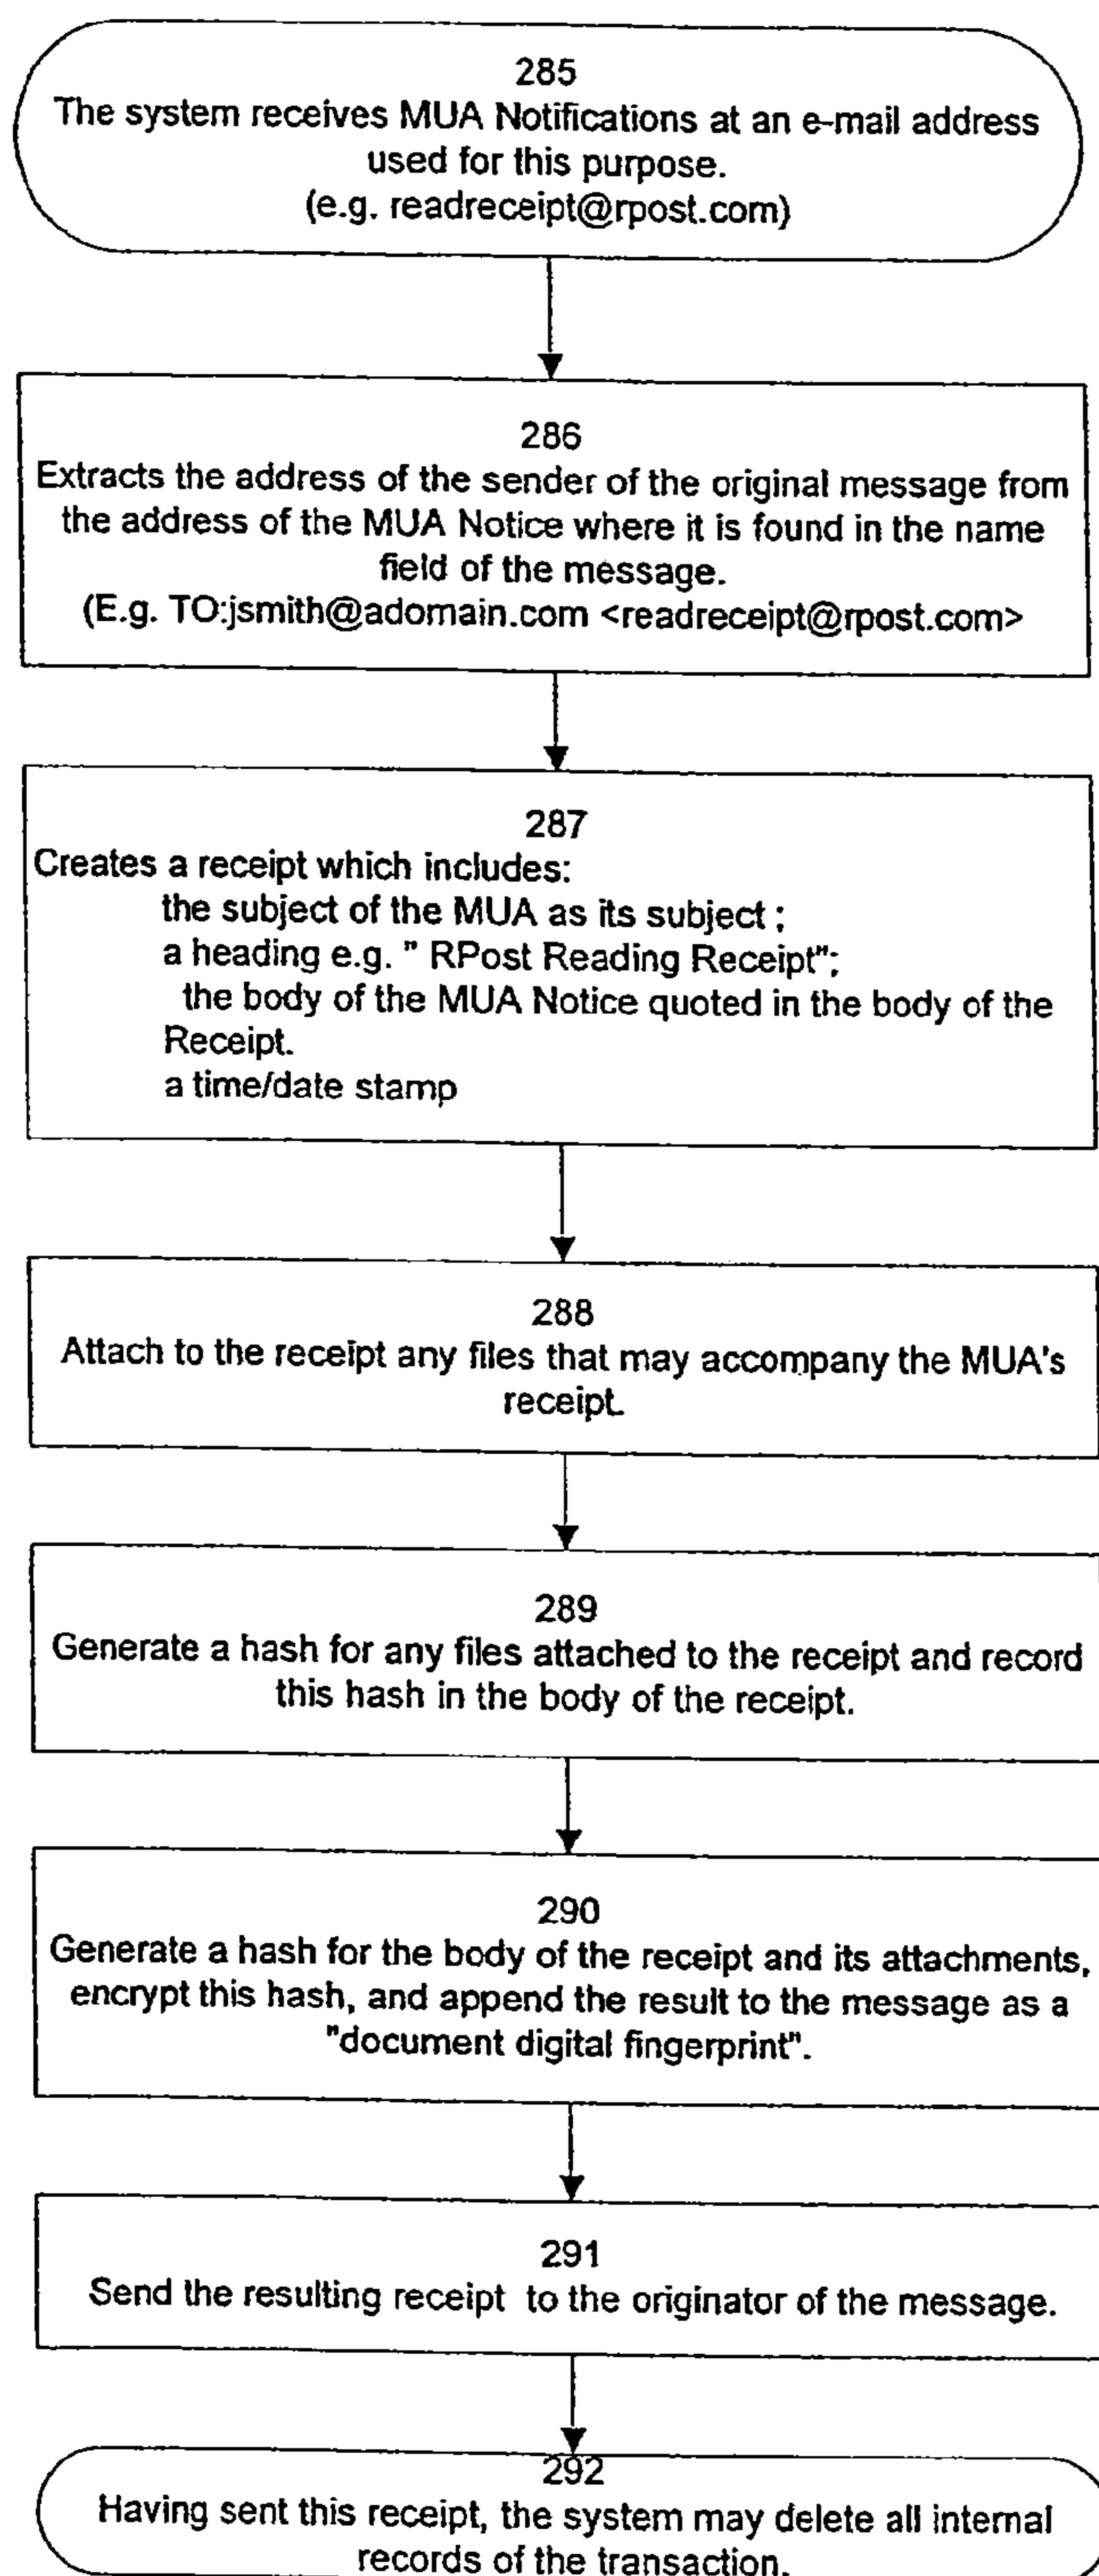 285
The system receives MUA Notifications at an e-mail address
used for this purpose.
(e.g. readreceipt@rpost.com)
286
Extracts the address of the sender of the original message from
the address of the MUA Notice where it is found in the name
field of the message.
(E.g. TO:jsmith@adomain.com <readreceipt@rpost.com>
287
Creates a receipt which includes:
the subject of the MUA as its subject ;
a heading e.g. " RPost Reading Receipt";
the body of the MUA Notice quoted in the body of the
Receipt.
a time/date stamp
288
Attach to the receipt any files that may accompany the MUA's
receipt.
289
Generate a hash for any files attached to the receipt and record
this hash in the body of the receipt.
290
Generate a hash for the body of the receipt and its attachments,
encrypt this hash, and append the result to the message as a
"document digital fingerprint".
291
Send the resulting receipt to the originator of the message.
292
Having sent this receipt, the system may delete all internal
records of the transaction.